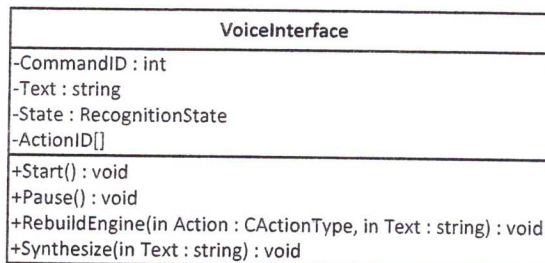 VoiceInterface
-CommandID : int
-Text : string
-State : RecognitionState
-ActionID[]
+Start() : void
+Pause() : void
+RebuildEngine(in Action : CActionType, in Text : string) : void
+Synthesize(in Text : string) : void